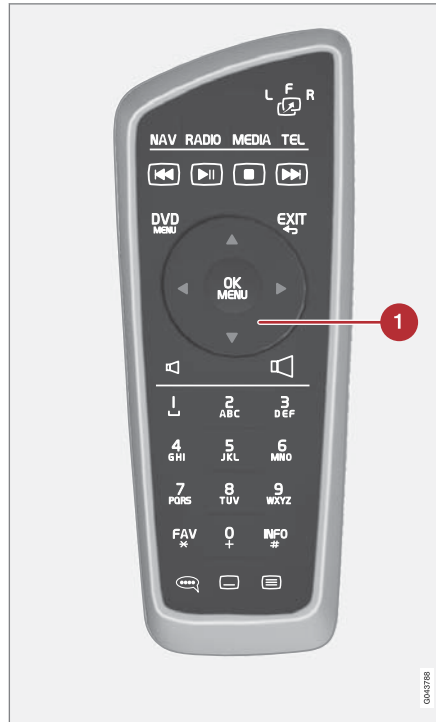 L F R
NAV RADIO MEDIA TEL
DVD EXIT
MENU
OK
MENU
1
1 2 3
ABC DEF
4 5 6
GHI JKL MNO
7 8 9
PQRS TUV WXYZ
FAV 0 INFO
* + #
G043788